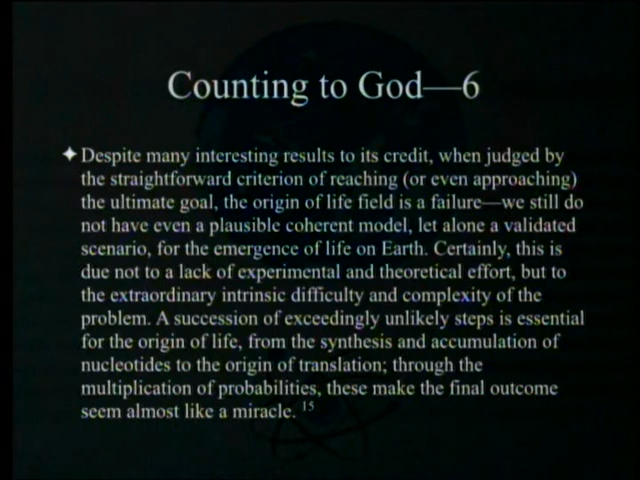 Counting to God—6
✦ Despite many interesting results to its credit, when judged by
the straightforward criterion of reaching (or even approaching)
the ultimate goal, the origin of life field is a failure—we still do
not have even a plausible coherent model, let alone a validated
scenario, for the emergence of life on Earth. Certainly, this is
due not to a lack of experimental and theoretical effort, but to
the extraordinary intrinsic difficulty and complexity of the
problem. A succession of exceedingly unlikely steps is essential
for the origin of life, from the synthesis and accumulation of
nucleotides to the origin of translation; through the
multiplication of probabilities, these make the final outcome
seem almost like a miracle. 15